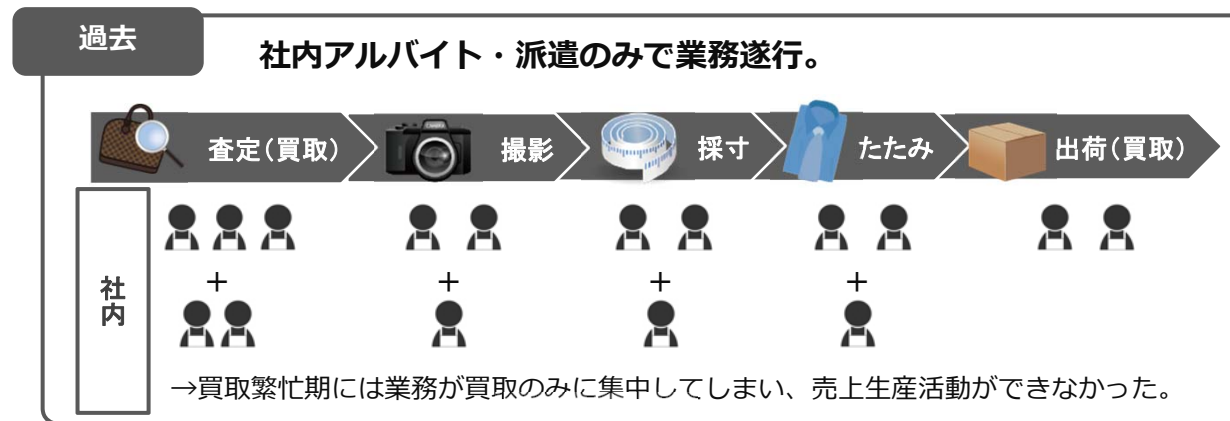 過去
社内アルバイト・派遣のみで業務遂行。
査定(買取)
撮影
採寸
たたみ
出荷(買取)
社内
+
+
+
+
→買取繁忙期には業務が買取のみに集中してしまい、売上生産活動ができなかった。